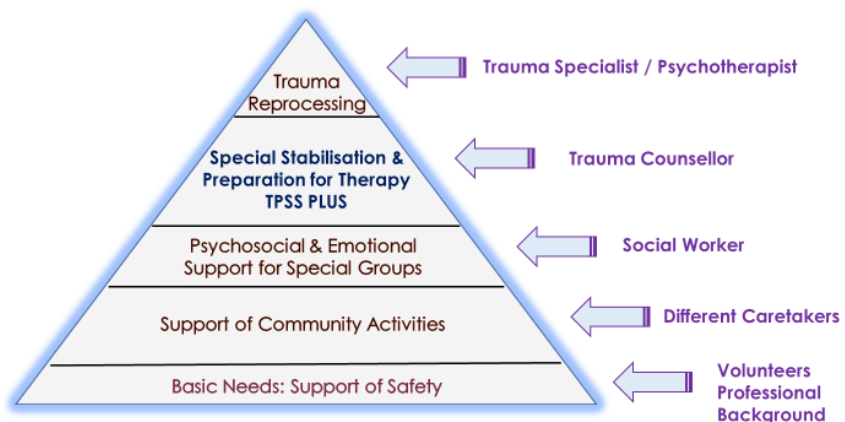 Trauma
Reprocessing
Trauma Specialist / Psychotherapist
Special Stabilisation &
Preparation for Therapy
TPSS PLUS
Trauma Counsellor
Psychosocial & Emotional
Support for Special Groups
Social Worker
Support of Community Activities
Different Caretakers
Basic Needs: Support of Safety
Volunteers
Professional
Background